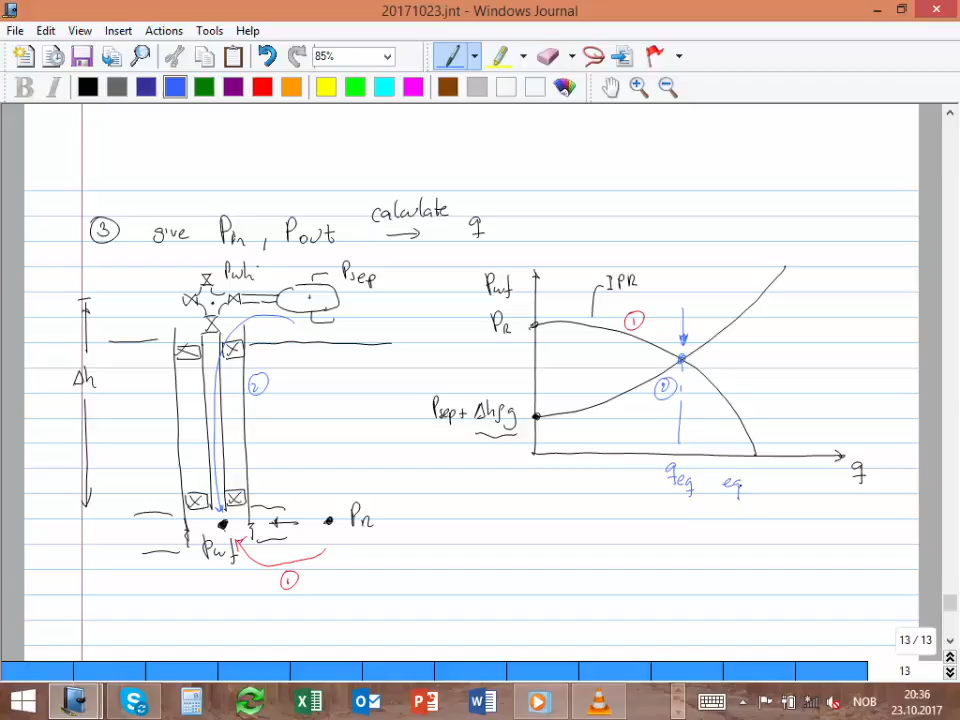 20171023.jnt - Windows Journal
File Edit View Insert Actions Tools Help
85%
③ give Pin, Pout calculate → q
Pwh Psep
Δh
②
Pwf
PR
①
Pwf
PR
IPR
①
②
Psep + Δhρg
q
qeq eq
13 / 13
13
NOB
20:36
23.10.2017